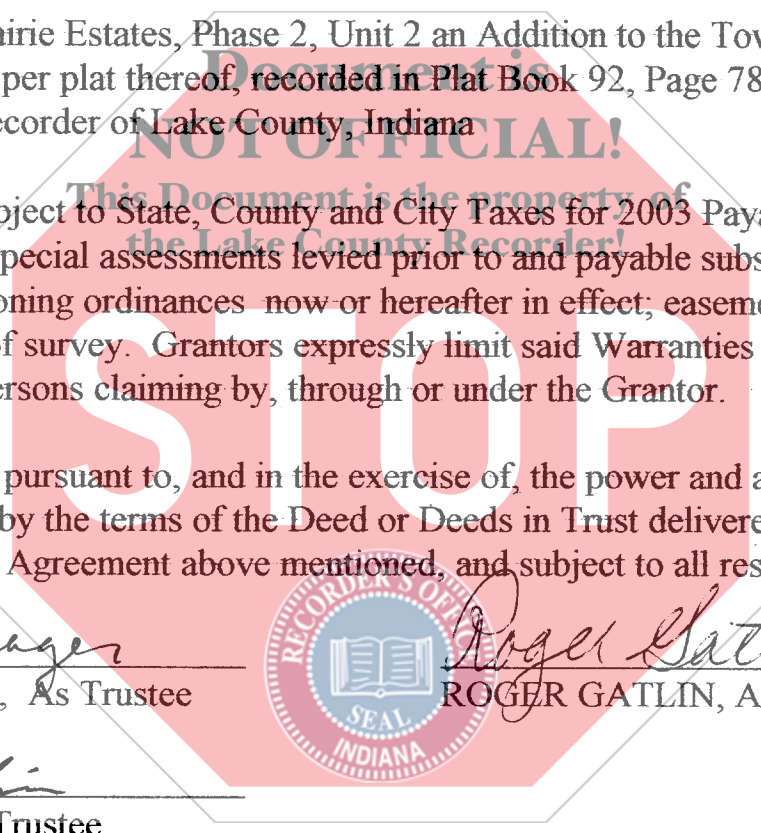 irie Estates, Phase 2, Unit 2 an Addition to the Tow
Document is
per plat thereof, recorded in Plat Book 92, Page 78
ecorder of Lake County, Indiana
NOT OFFICIAL!
This Document is the property of
bject to State, County and City Taxes for 2003 Paya
the Lake County Recorder!
pecial assessments levied prior to and payable subs
oning ordinances now or hereafter in effect; easeme
f survey. Grantors expressly limit said Warranties
ersons claiming by, through or under the Grantor.
STOP
pursuant to, and in the exercise of, the power and a
by the terms of the Deed or Deeds in Trust delivere
Agreement above mentioned, and subject to all res
RECORDER'S OFFICE
SEAL
INDIANA
ager
Roger Gat
, As Trustee
ROGER GATLIN, A
lin
Trustee